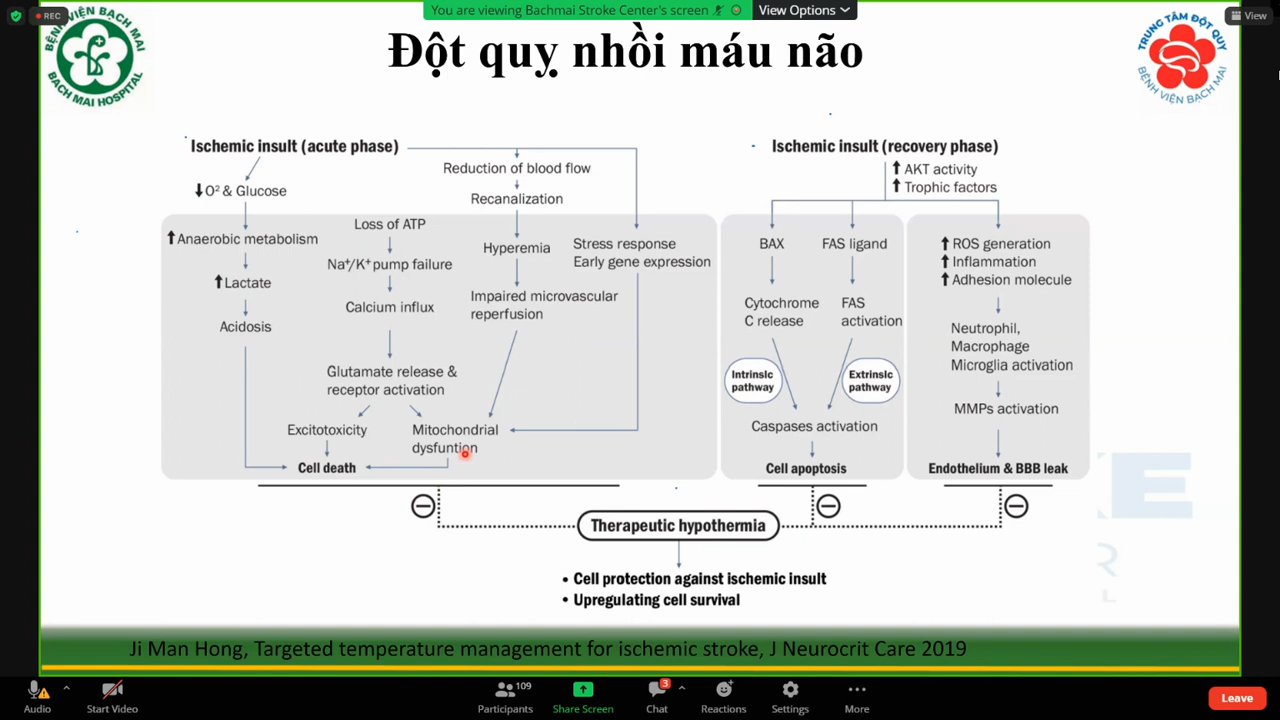 REC
You are viewing Bachmai Stroke Center's screen
View Options
View
BỆNH VIỆN BẠCH MAI
BACH MAI HOSPITAL
Đột quỵ nhồi máu não
TRUNG TÂM ĐỘT QUỴ
BỆNH VIỆN BẠCH MAI
Ischemic insult (acute phase)
Reduction of blood flow
Recanalization
↓O² & Glucose
↑Anaerobic metabolism
↑Lactate
Acidosis
Loss of ATP
Na⁺/K⁺ pump failure
Calcium influx
Glutamate release &
receptor activation
Excitotoxicity
Mitochondrial
dysfuntion
Hyperemia
Impaired microvascular
reperfusion
Stress response
Early gene expression
Cell death
Ischemic insult (recovery phase)
↑ AKT activity
↑ Trophic factors
BAX
FAS ligand
Cytochrome
C release
FAS
activation
Intrinsic
pathway
Extrinsic
pathway
Caspases activation
Cell apoptosis
↑ ROS generation
↑ Inflammation
↑ Adhesion molecule
Neutrophil,
Macrophage
Microglia activation
MMPs activation
Endothelium & BBB leak
Therapeutic hypothermia
• Cell protection against ischemic insult
• Upregulating cell survival
Ji Man Hong, Targeted temperature management for ischemic stroke, J Neurocrit Care 2019
Audio
Start Video
109
Participants
Share Screen
3
Chat
Reactions
Settings
More
Leave